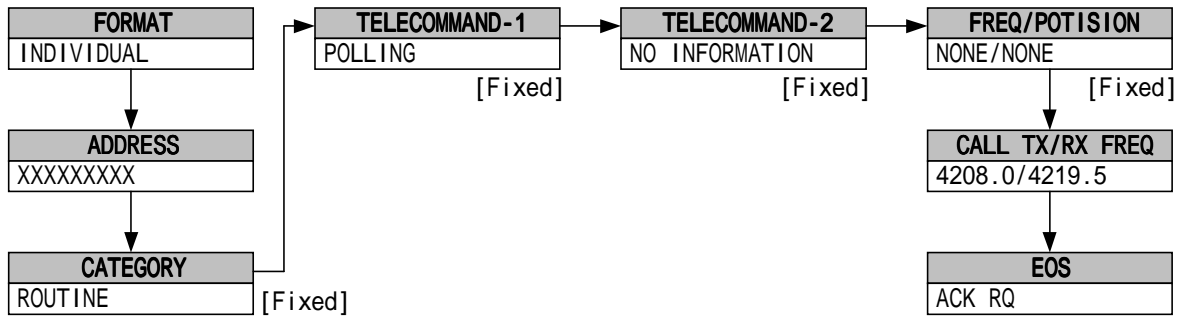 FORMAT
INDIVIDUAL
ADDRESS
XXXXXXXXX
CATEGORY
ROUTINE
[Fixed]
TELECOMMAND-1
POLLING
[Fixed]
TELECOMMAND-2
NO INFORMATION
[Fixed]
FREQ/POTISION
NONE/NONE
[Fixed]
CALL TX/RX FREQ
4208.0/4219.5
EOS
ACK RQ